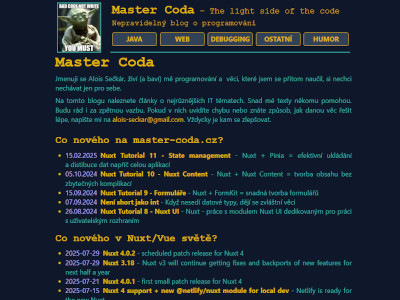 BAD CODE NOT WRITE
YOU MUST
Master Coda - The light side of the code
Nepravidelný blog o programování
JAVA WEB DEBUGGING OSTATNÍ HUMOR
Master Coda
Jmenuji se Alois Sečkár, živí (a baví) mě programování a věci, které jsem se přitom naučil, si nechci
nechávat jen pro sebe.
Na tomto blogu naleznete články o nejrůznějších IT tématech. Snad mé texty někomu pomohou.
Budu rád i za zpětnou vazbu. Pokud v nich uvidíte chybu nebo znáte způsob, jak danou věc řešit
lépe, napište mi na alois-seckar@gmail.com. Vždycky je kam se zlepšovat.
Co nového na master-coda.cz?
• 15.02.2025 Nuxt Tutorial 11 - State management - Nuxt + Pinia = efektivní ukládání
a distibuce dat napříč celou aplikací
• 05.10.2024 Nuxt Tutorial 10 - Nuxt Content - Nuxt + Nuxt Content = tvorba obsahu bez
zbytečných komplikací
• 15.09.2024 Nuxt Tutorial 9 - Formuláře - Nuxt + FormKit = snadná tvorba formulářů
• 07.09.2024 Není short jako int - Když nesedí datové typy, dějí se zvláštní věci
• 26.08.2024 Nuxt Tutorial 8 - Nuxt UI - Nuxt - práce s modulem Nuxt UI dedikovaným pro práci
s uživatelským rozhraním
Co nového v Nuxt/Vue světě?
• 2025-07-29 Nuxt 4.0.2 - scheduled patch release for Nuxt 4
• 2025-07-29 Nuxt 3.18 - Nuxt v3 will continue getting fixes and backports of new features for
next half a year
• 2025-07-21 Nuxt 4.0.1 - first small patch release for Nuxt 4
• 2025-07-15 Nuxt 4 support + new @netlify/nuxt module for local dev - Netlify is ready for